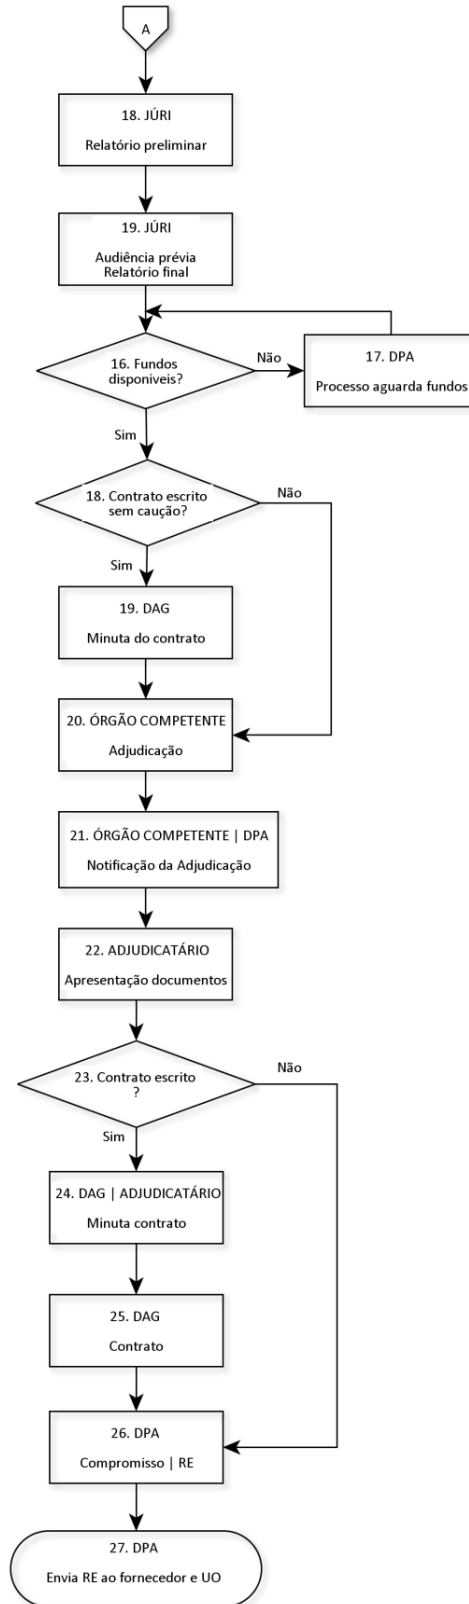 A
18. JÚRI
Relatório preliminar
19. JÚRI
Audiência prévia
Relatório final
16. Fundos
disponiveis?
Não
17. DPA
Processo aguarda fundos
Sim
18. Contrato escrito
sem caução?
Não
Sim
19. DAG
Minuta do contrato
20. ÓRGÃO COMPETENTE
Adjudicação
21. ÓRGÃO COMPETENTE | DPA
Notificação da Adjudicação
22. ADJUDICATÁRIO
Apresentação documentos
23. Contrato escrito
?
Não
Sim
24. DAG | ADJUDICATÁRIO
Minuta contrato
25. DAG
Contrato
26. DPA
Compromisso | RE
27. DPA
Envia RE ao fornecedor e UO